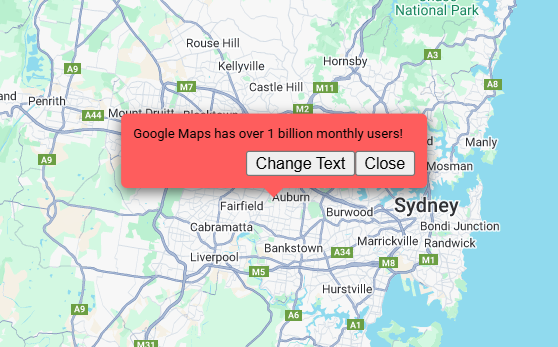 Chase
National Park
Rouse Hill
Hornsby
A3
A9
Kellyville
Castle Hill
M7
M11
A8
Penrith
M2
A44
Mount Druitt
Google Maps has over 1 billion monthly users!
Manly
A9
Change Text
Close
Mosman
Auburn
Fairfield
Burwood
Sydney
Cabramatta
Bondi Junction
Marrickville
Randwick
Bankstown
A34
Liverpool
M5
M8
M1
Hurstville
A9
A6
A1
M31